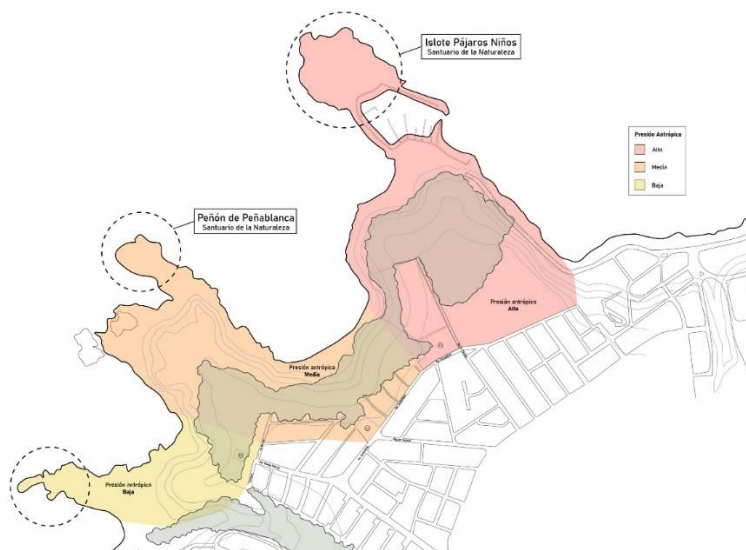 Islote Pájaros Niños
Santuario de la Naturaleza
Presión Antrópica
Alta
Media
Baja
Peñón de Peñablanca
Santuario de la Naturaleza
Presión antrópica
Alta
Presión antrópica
Media
Presión antrópica
Baja